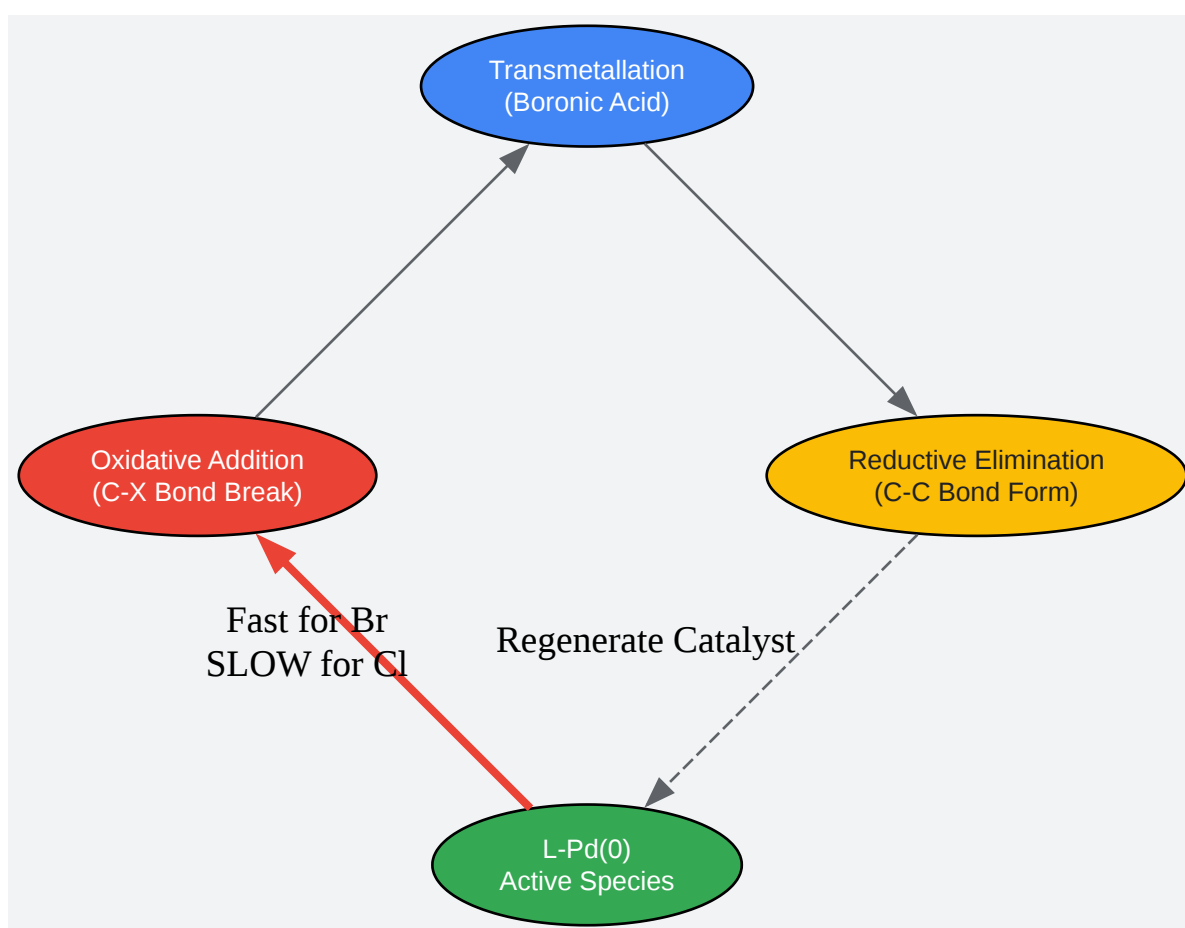 Transmetallation
(Boronic Acid)
Oxidative Addition
(C-X Bond Break)
Reductive Elimination
(C-C Bond Form)
Fast for Br
SLOW for Cl
Regenerate Catalyst
L-Pd(0)
Active Species